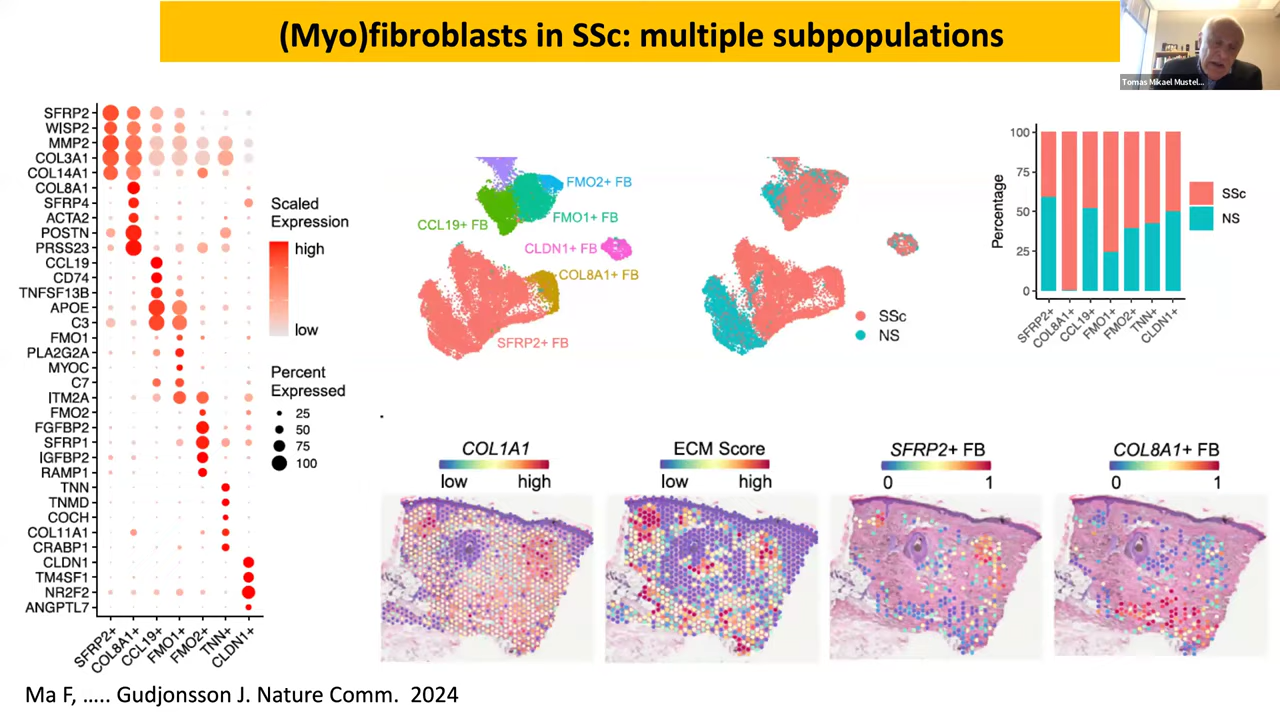 (Myo)fibroblasts in SSc: multiple subpopulations
Tomas Mikael Mustel...
SFRP2
WISP2
MMP2
COL3A1
COL14A1
COL8A1
SFRP4
ACTA2
POSTN
PRSS23
CCL19
CD74
TNFSF13B
APOE
C3
FMO1
PLA2G2A
MYOC
C7
ITM2A
FMO2
FGFBP2
SFRP1
IGFBP2
RAMP1
TNN
TNMD
COCH
COL11A1
CRABP1
CLDN1
TM4SF1
NR2F2
ANGPTL7
SFRP2+
COL8A1+
CCL19+
FMO1+
FMO2+
TNN+
CLDN1+
Scaled
Expression
high
low
Percent
Expressed
25
50
75
100
FMO2+ FB
FMO1+ FB
CCL19+ FB
CLDN1+ FB
COL8A1+ FB
SFRP2+ FB
SSc
NS
Percentage
100
75
50
25
0
SFRP2+
COL8A1+
CCL19+
FMO1+
FMO2+
TNN+
CLDN1+
SSc
NS
COL1A1
low high
ECM Score
low high
SFRP2+ FB
0 1
COL8A1+ FB
0 1
Ma F, ..... Gudjonsson J. Nature Comm. 2024